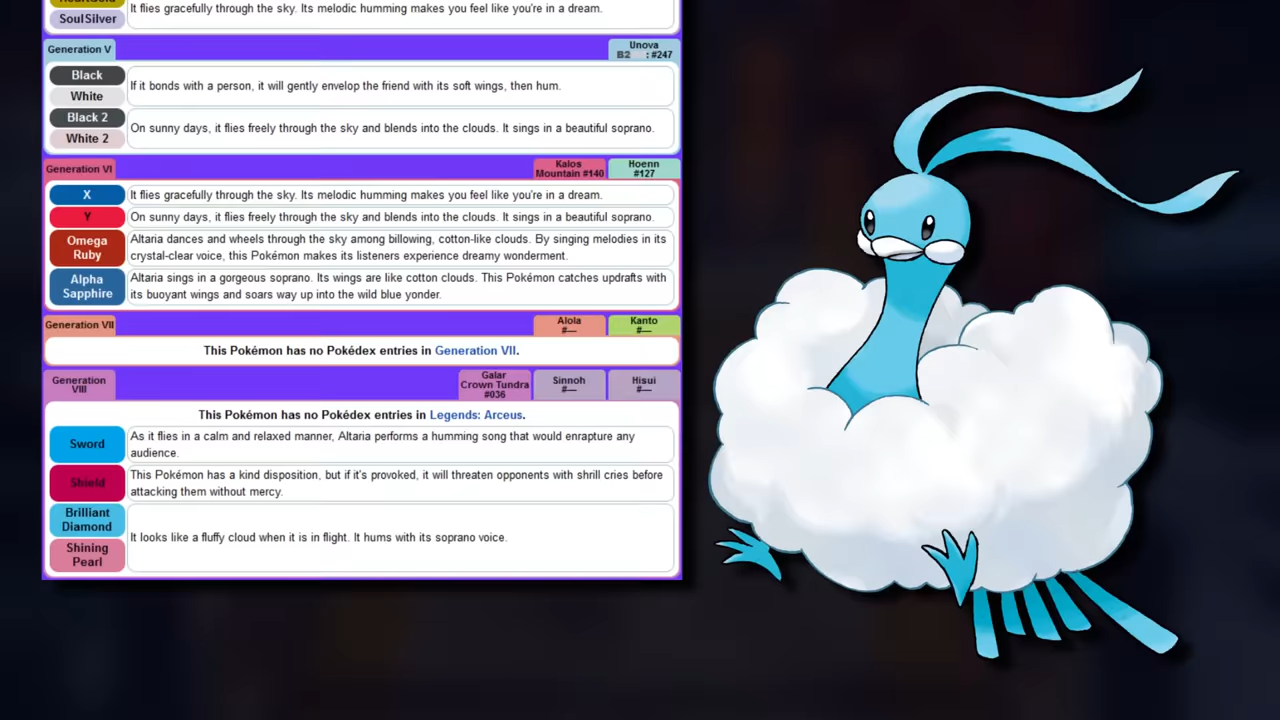 It flies gracefully through the sky. Its melodic humming makes you feel like you're in a dream.
SoulSilver
Generation V
Unova
B2 : #247
Black
White
If it bonds with a person, it will gently envelop the friend with its soft wings, then hum.
Black 2
White 2
On sunny days, it flies freely through the sky and blends into the clouds. It sings in a beautiful soprano.
Generation VI
Kalos
Mountain #140
Hoenn
#127
X
It flies gracefully through the sky. Its melodic humming makes you feel like you're in a dream.
Y
On sunny days, it flies freely through the sky and blends into the clouds. It sings in a beautiful soprano.
Omega
Ruby
Altaria dances and wheels through the sky among billowing, cotton-like clouds. By singing melodies in its
crystal-clear voice, this Pokémon makes its listeners experience dreamy wonderment.
Alpha
Sapphire
Altaria sings in a gorgeous soprano. Its wings are like cotton clouds. This Pokémon catches updrafts with
its buoyant wings and soars way up into the wild blue yonder.
Generation VII
Alola
#—
Kanto
#—
This Pokémon has no Pokédex entries in Generation VII.
Generation
VIII
Galar
Crown Tundra
#036
Sinnoh
#—
Hisui
#—
This Pokémon has no Pokédex entries in Legends: Arceus.
Sword
As it flies in a calm and relaxed manner, Altaria performs a humming song that would enrapture any
audience.
Shield
This Pokémon has a kind disposition, but if it's provoked, it will threaten opponents with shrill cries before
attacking them without mercy.
Brilliant
Diamond
Shining
Pearl
It looks like a fluffy cloud when it is in flight. It hums with its soprano voice.